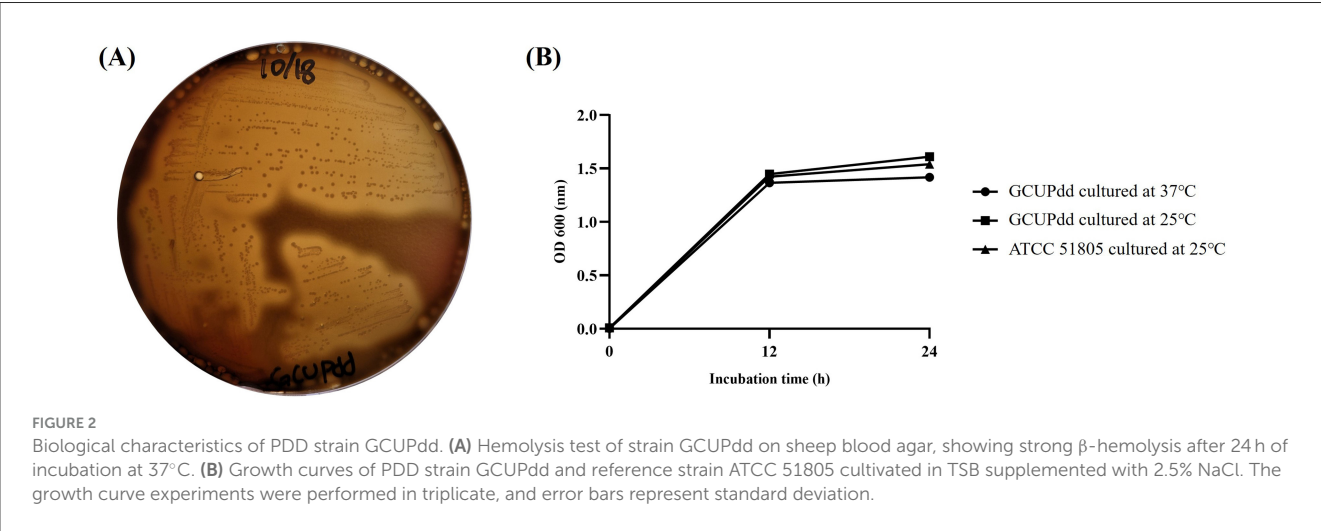 (A)
10/18
GCUPdd
(B)
2.0
1.5
1.0
0.5
0.0
OD 600 (nm)
0
12
24
Incubation time (h)
GCUPdd cultured at 37°C
GCUPdd cultured at 25°C
ATCC 51805 cultured at 25°C
FIGURE 2
Biological characteristics of PDD strain GCUPdd. (A) Hemolysis test of strain GCUPdd on sheep blood agar, showing strong β-hemolysis after 24 h of
incubation at 37°C. (B) Growth curves of PDD strain GCUPdd and reference strain ATCC 51805 cultivated in TSB supplemented with 2.5% NaCl. The
growth curve experiments were performed in triplicate, and error bars represent standard deviation.